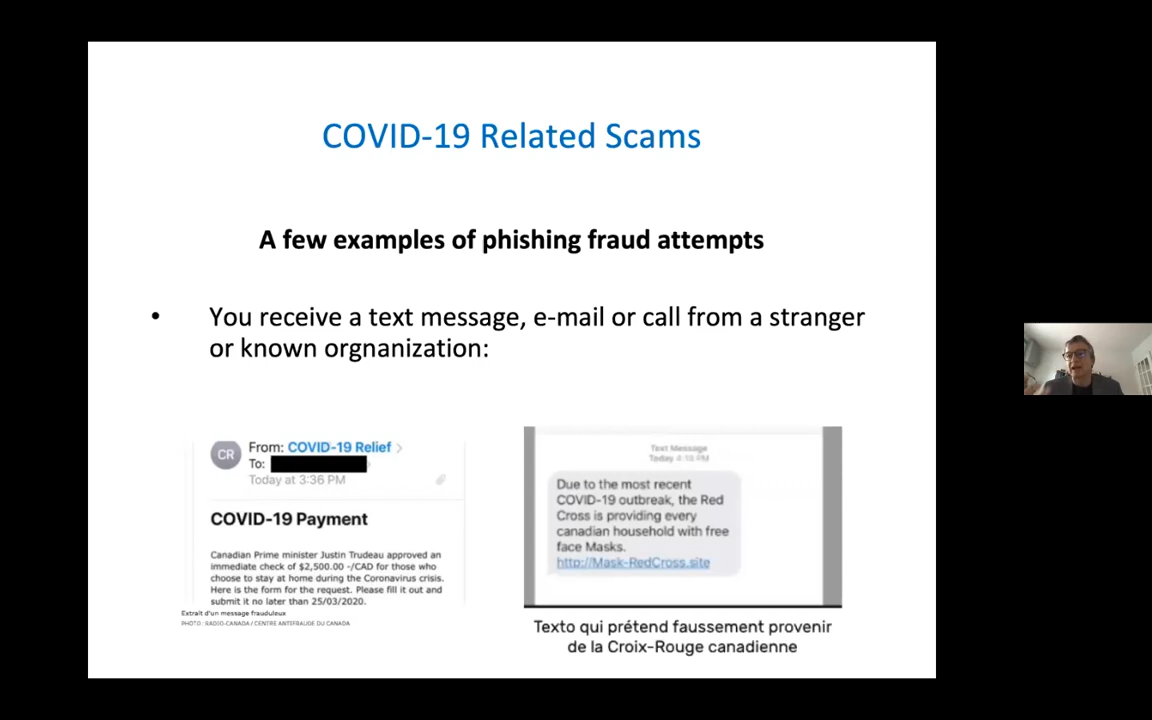 COVID-19 Related Scams
A few examples of phishing fraud attempts
• You receive a text message, e-mail or call from a stranger
or known orgnanization:
CR
From: COVID-19 Relief >
To:
Today at 3:36 PM
COVID-19 Payment
Canadian Prime minister Justin Trudeau approved an
immediate check of $2,500.00 -/CAD for those who
choose to stay at home during the Coronavirus crisis.
Here is the form for the request. Please fill it out and
submit it no later than 25/03/2020.
Extrait d'un message frauduleux
PHOTO : RADIO-CANADA / CENTRE ANTIFRAUDE DU CANADA
Text Message
Today 4:13 PM
Due to the most recent
COVID-19 outbreak, the Red
Cross is providing every
canadian household with free
face Masks.
http://Mask-RedCross.site
Texto qui prétend faussement provenir
de la Croix-Rouge canadienne